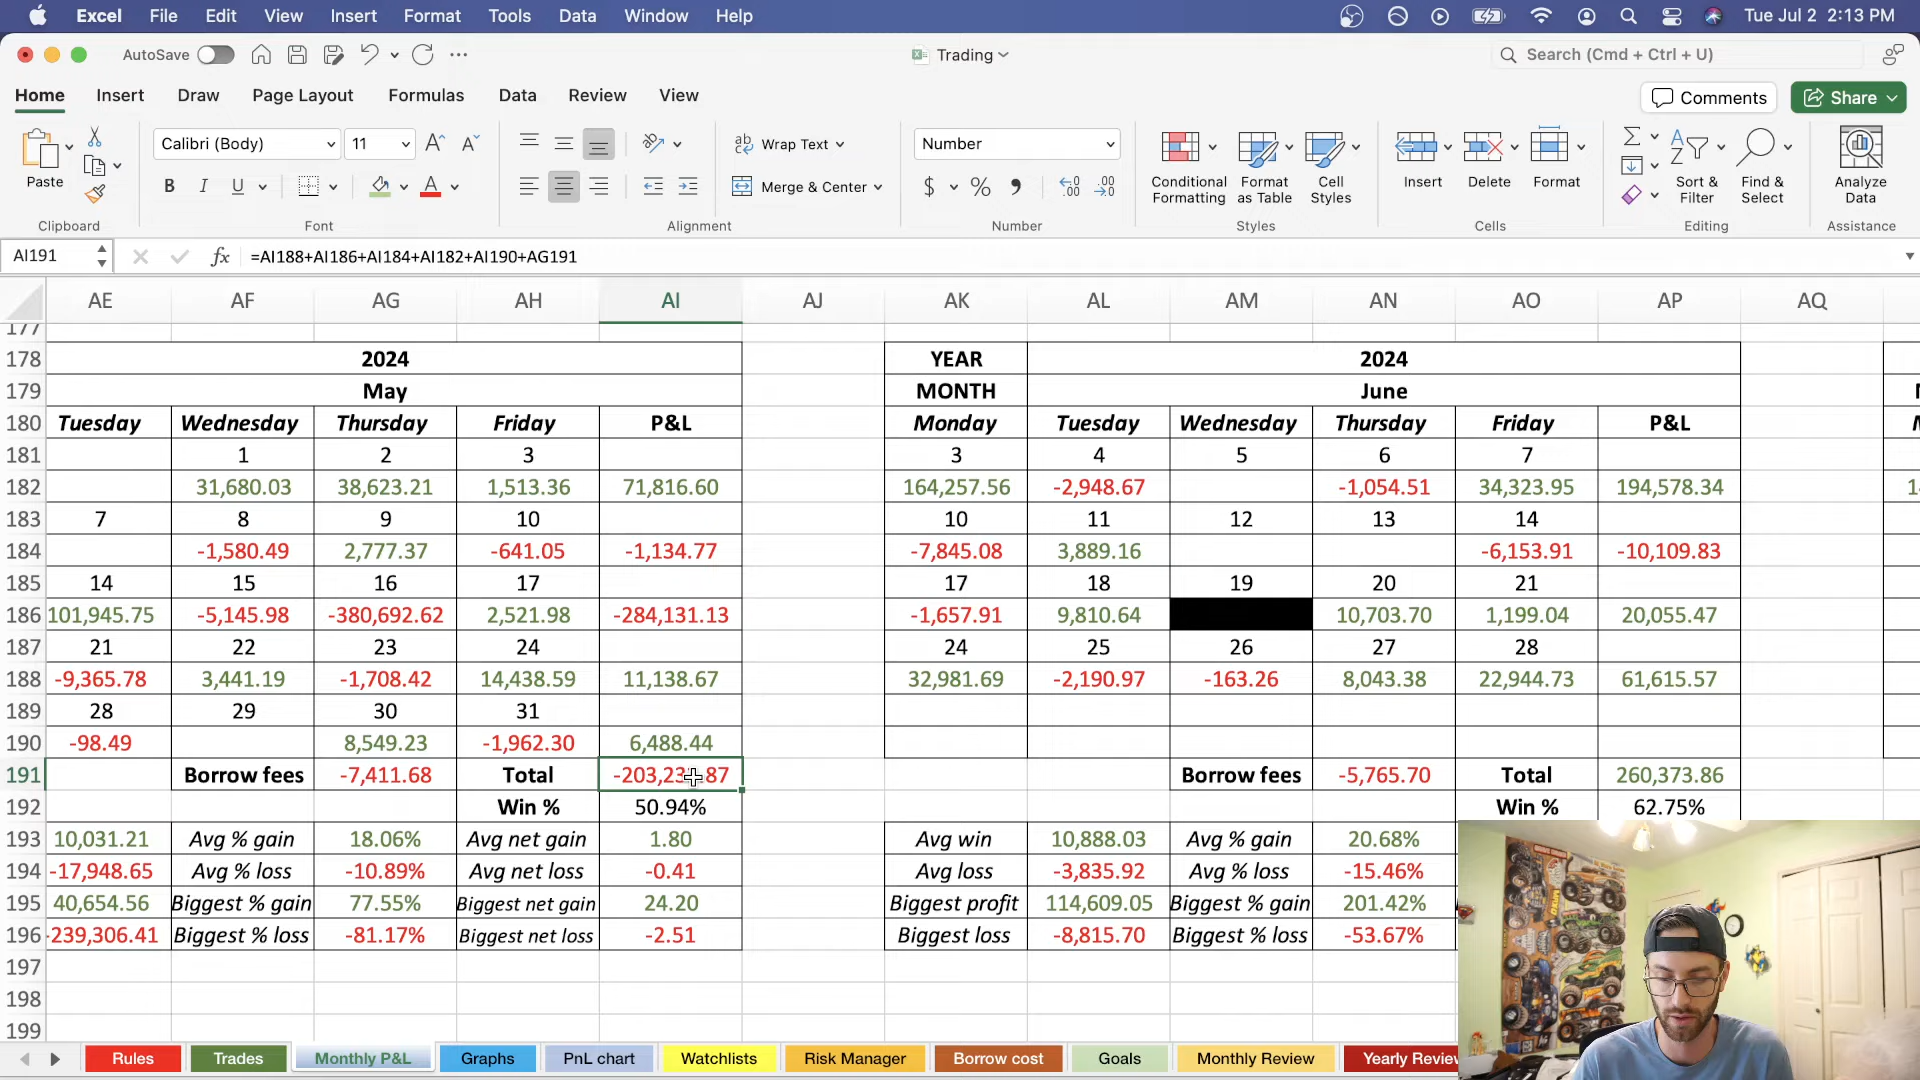 Excel File Edit View Insert Format Tools Data Window Help Tue Jul 2 2:13 PM
AutoSave Trading Search (Cmd + Ctrl + U)
Home Insert Draw Page Layout Formulas Data Review View Comments Share
Paste Calibri (Body) 11 Wrap Text Merge & Center Number Conditional Formatting Format as Table Cell Styles Insert Delete Format Sort & Filter Find & Select Analyze Data
Clipboard Font Alignment Number Styles Cells Editing Assistance
AI191 fx =AI188+AI186+AI184+AI182+AI190+AG191
AE AF AG AH AI AJ AK AL AM AN AO AP AQ
177
178 2024 YEAR 2024
179 May MONTH June
180 Tuesday Wednesday Thursday Friday P&L Monday Tuesday Wednesday Thursday Friday P&L
181 1 2 3 3 4 5 6 7
182 31,680.03 38,623.21 1,513.36 71,816.60 164,257.56 -2,948.67 -1,054.51 34,323.95 194,578.34
183 7 8 9 10 10 11 12 13 14
184 -1,580.49 2,777.37 -641.05 -1,134.77 -7,845.08 3,889.16 -6,153.91 -10,109.83
185 14 15 16 17 17 18 19 20 21
186 101,945.75 -5,145.98 -380,692.62 2,521.98 -284,131.13 -1,657.91 9,810.64 10,703.70 1,199.04 20,055.47
187 21 22 23 24 24 25 26 27 28
188 -9,365.78 3,441.19 -1,708.42 14,438.59 11,138.67 32,981.69 -2,190.97 -163.26 8,043.38 22,944.73 61,615.57
189 28 29 30 31
190 -98.49 8,549.23 -1,962.30 6,488.44
191 Borrow fees -7,411.68 Total Borrow fees -5,765.70 Total 260,373.86
192 Win % 50.94% Win % 62.75%
193 10,031.21 Avg % gain 18.06% Avg net gain 1.80 Avg win 10,888.03 Avg % gain 20.68%
194 -17,948.65 Avg % loss -10.89% Avg net loss -0.41 Avg loss -3,835.92 Avg % loss -15.46%
195 40,654.56 Biggest % gain 77.55% Biggest net gain 24.20 Biggest profit 114,609.05 Biggest % gain 201.42%
196 -239,306.41 Biggest % loss -81.17% Biggest net loss -2.51 Biggest loss -8,815.70 Biggest % loss -53.67%
197
198
199
Rules Trades Monthly P&L Graphs PnL chart Watchlists Risk Manager Borrow cost Goals Monthly Review Yearly Review